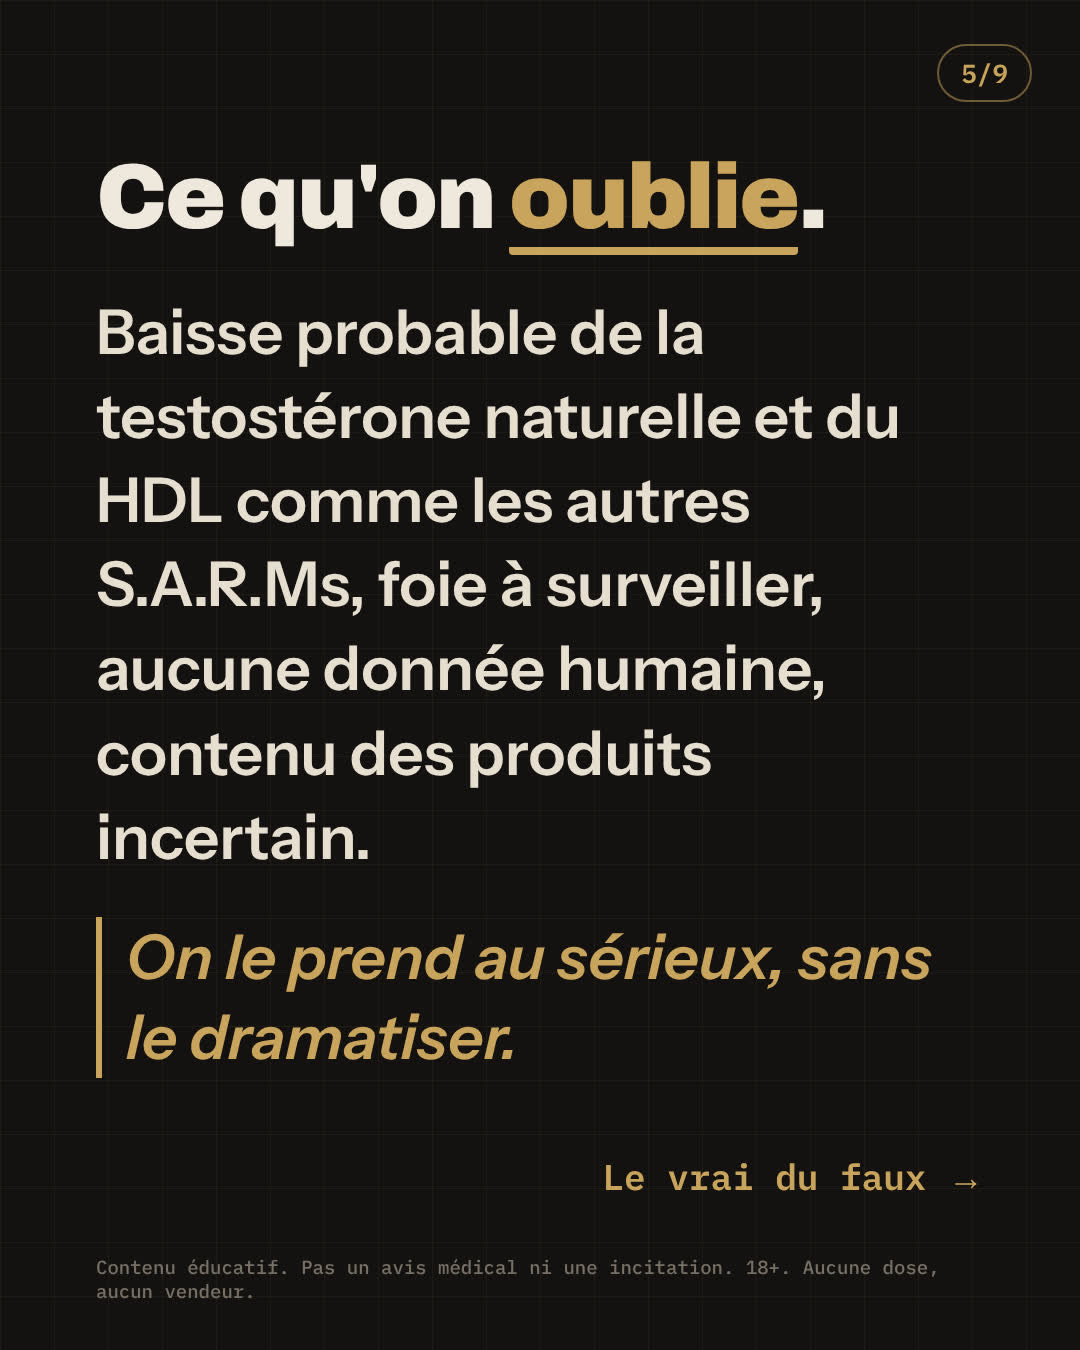 5/9
Ce qu'on oublie.
Baisse probable de la
testostérone naturelle et du
HDL comme les autres
S.A.R.Ms, foie à surveiller,
aucune donnée humaine,
contenu des produits
incertain.
On le prend au sérieux, sans
le dramatiser.
Le vrai du faux →
Contenu éducatif. Pas un avis médical ni une incitation. 18+. Aucune dose,
aucun vendeur.